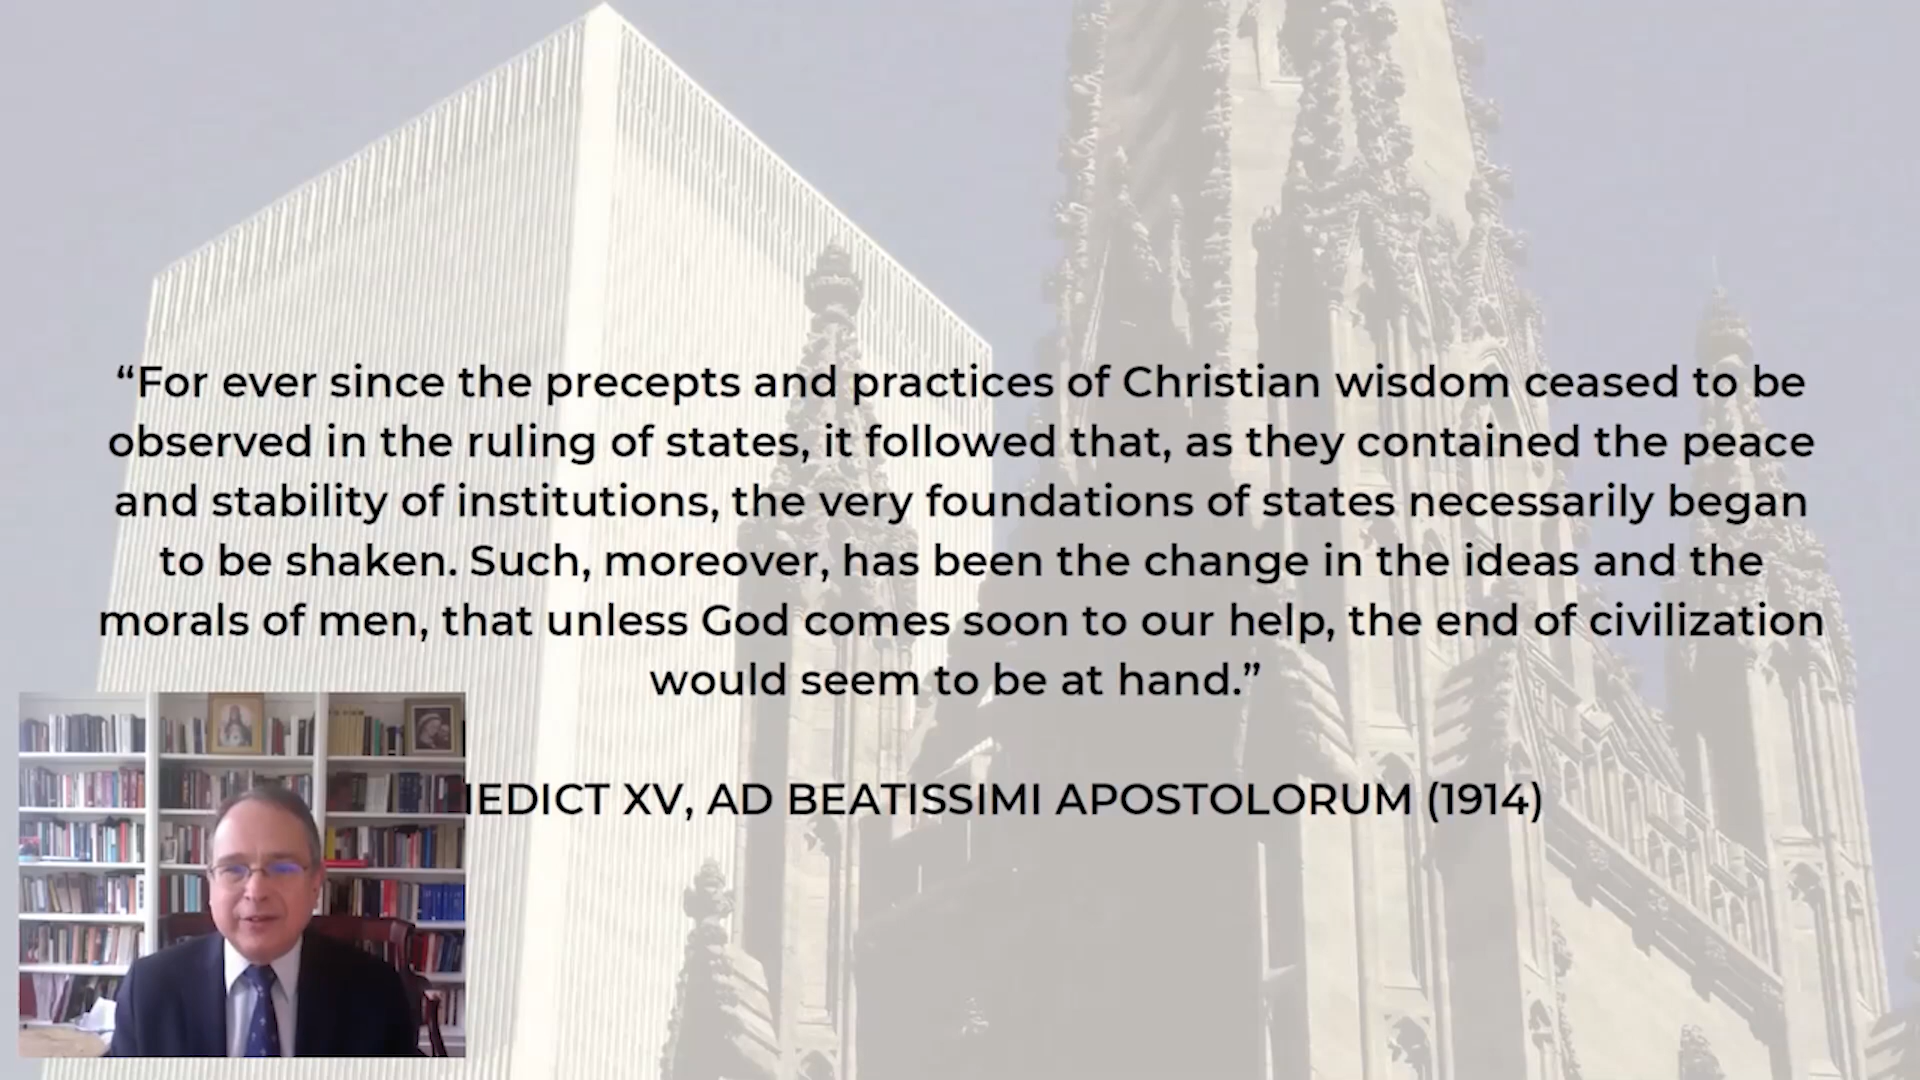 “For ever since the precepts and practices of Christian wisdom ceased to be
observed in the ruling of states, it followed that, as they contained the peace
and stability of institutions, the very foundations of states necessarily began
to be shaken. Such, moreover, has been the change in the ideas and the
morals of men, that unless God comes soon to our help, the end of civilization
would seem to be at hand.”
XV, AD BEATISSIMI APOSTOLORUM (1914)